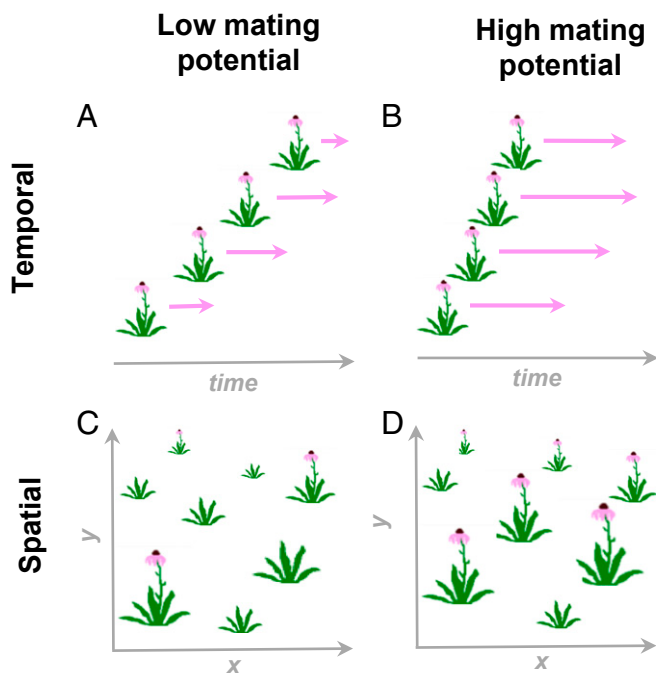 Low mating
potential
High mating
potential
A
B
Temporal
time
time
C
D
Spatial
y
x
y
x